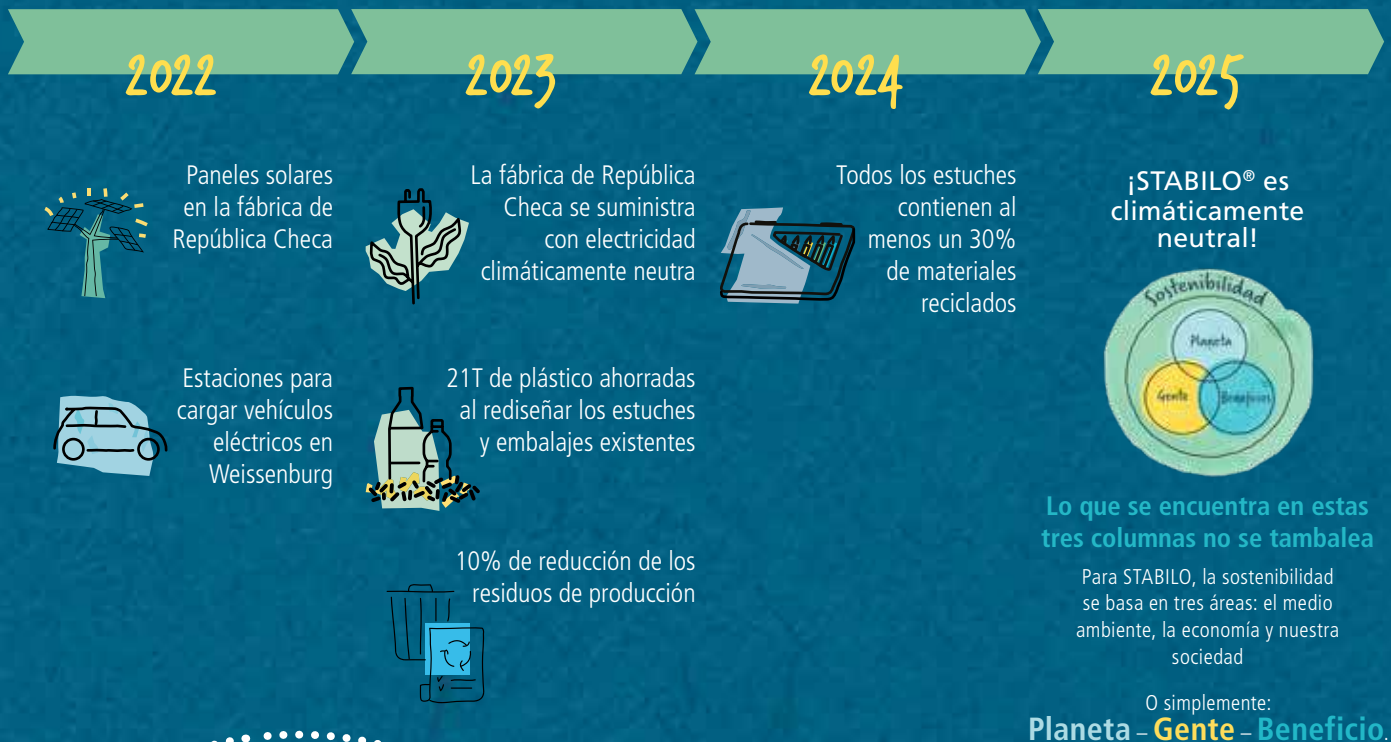 2022
Paneles solares
en la fábrica de
República Checa
Estaciones para
cargar vehículos
eléctricos en
Weissenburg
2023
La fábrica de República
Checa se suministra
con electricidad
climáticamente neutra
21T de plástico ahorradas
al rediseñar los estuches
y embalajes existentes
10% de reducción de los
residuos de producción
2024
Todos los estuches
contienen al
menos un 30%
de materiales
reciclados
2025
¡STABILO® es
climáticamente
neutral!
Sostenibilidad
Planeta
Gente
Beneficios
Lo que se encuentra en estas
tres columnas no se tambalea
Para STABILO, la sostenibilidad
se basa en tres áreas: el medio
ambiente, la economía y nuestra
sociedad
O simplemente:
Planeta – Gente – Beneficio.